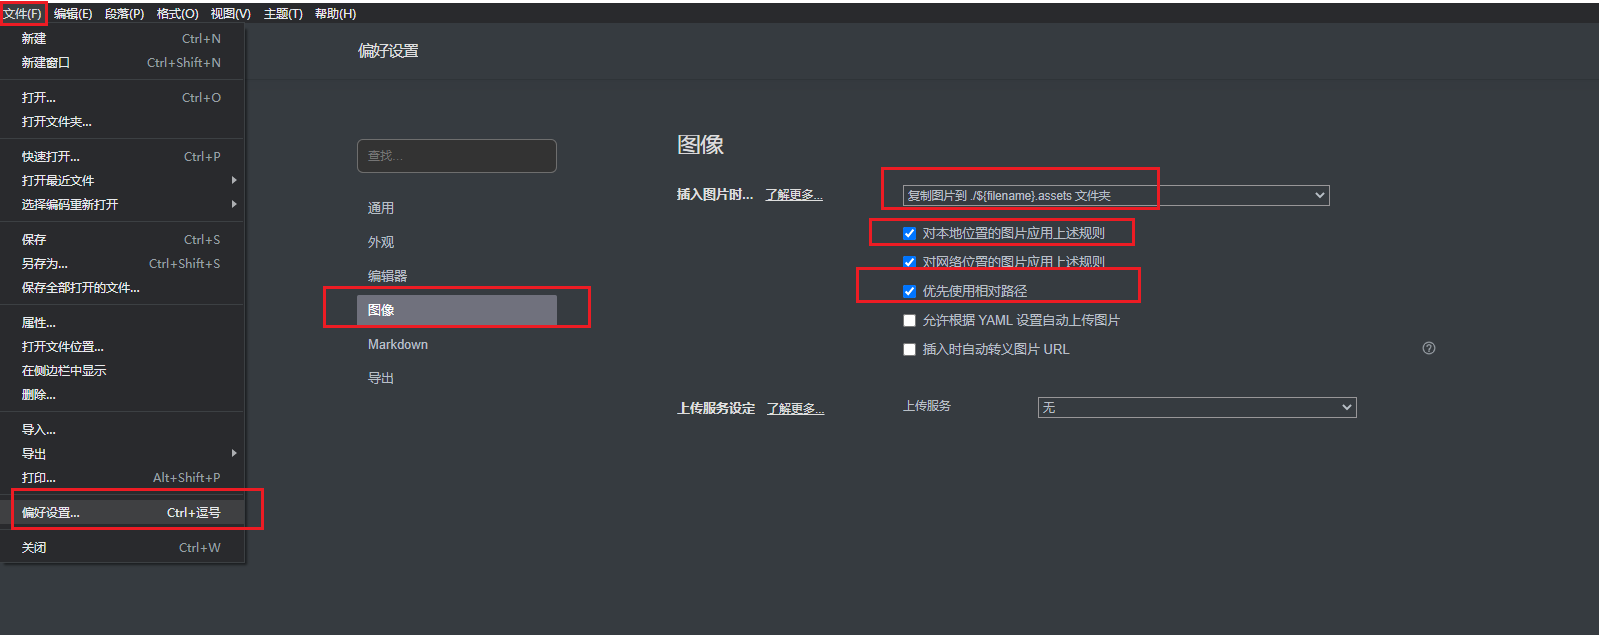 文件(F) 编辑(E) 段落(P) 格式(O) 视图(V) 主题(T) 帮助(H)
新建 Ctrl+N
新建窗口 Ctrl+Shift+N
打开... Ctrl+O
打开文件夹...
快速打开... Ctrl+P
打开最近文件
选择编码重新打开
保存 Ctrl+S
另存为... Ctrl+Shift+S
保存全部打开的文件...
属性...
打开文件位置...
在侧边栏中显示
删除...
导入...
导出
打印... Alt+Shift+P
偏好设置... Ctrl+逗号
关闭 Ctrl+W
偏好设置
查找...
通用
外观
编辑器
图像
Markdown
导出
图像
插入图片时... 了解更多...
复制图片到 ./${filename}.assets 文件夹
对本地位置的图片应用上述规则
对网络位置的图片应用上述规则
优先使用相对路径
允许根据 YAML 设置自动上传图片
插入时自动转义图片 URL
上传服务设定 了解更多...
上传服务 无